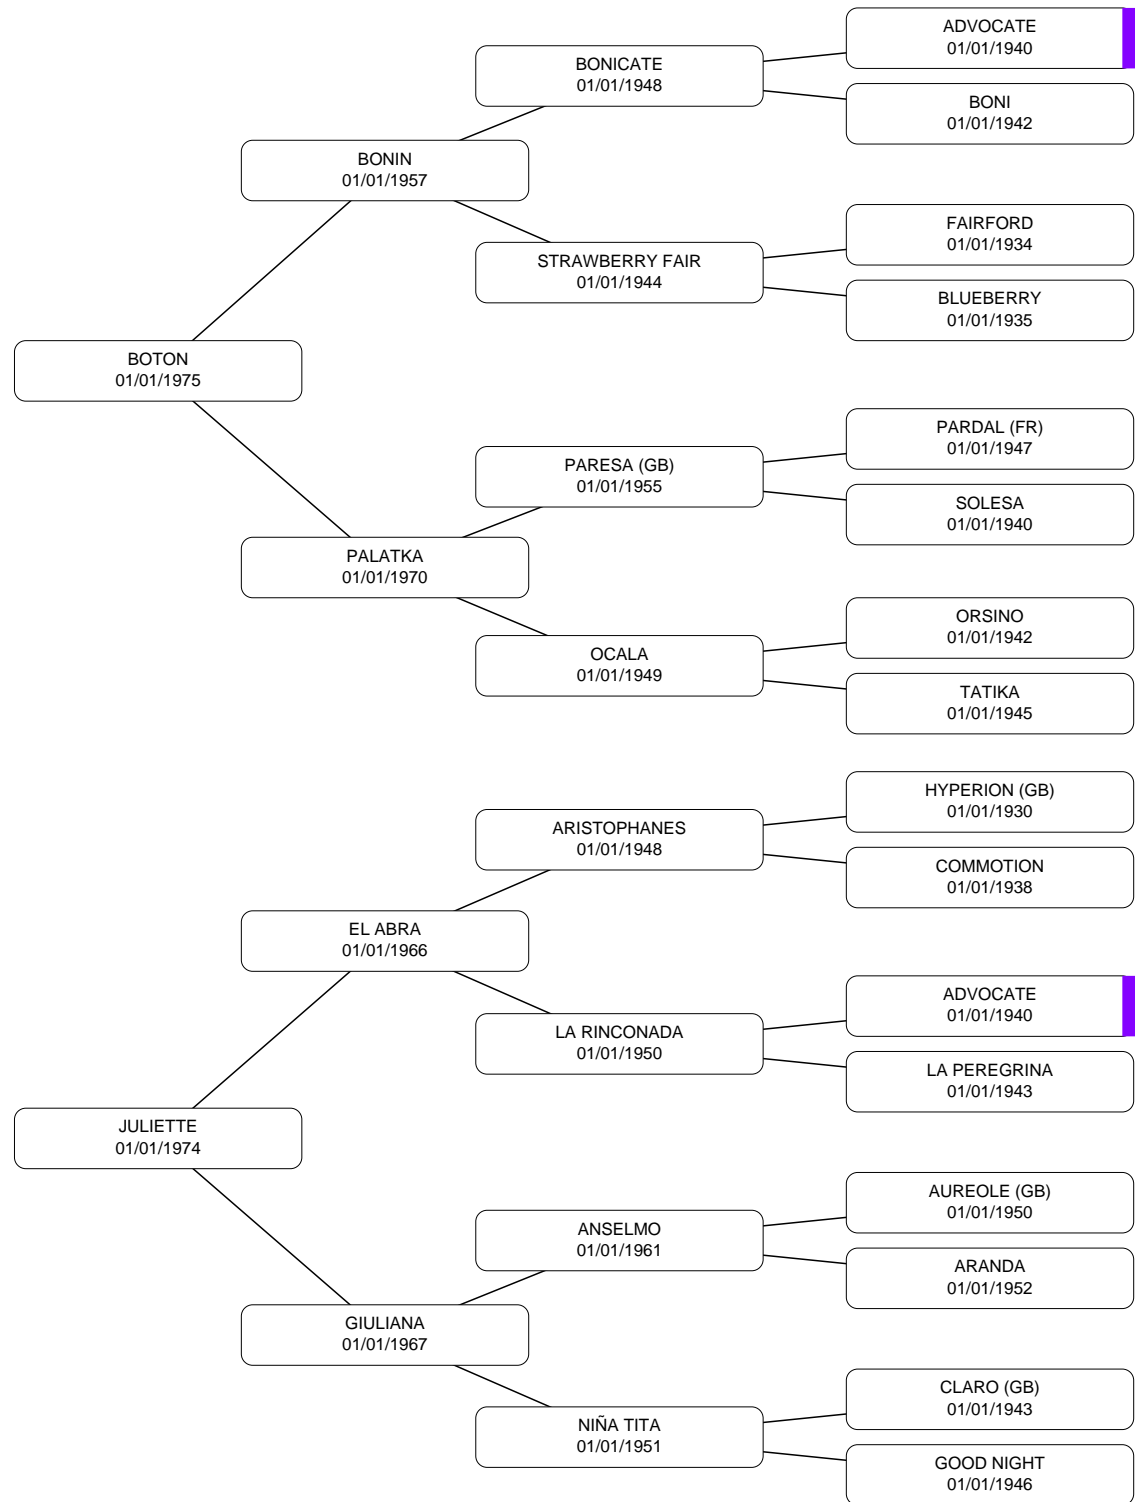 ADVOCATE
01/01/1940
BONICATE
01/01/1948
BONI
01/01/1942
BONIN
01/01/1957
FAIRFORD
01/01/1934
STRAWBERRY FAIR
01/01/1944
BLUEBERRY
01/01/1935
BOTON
01/01/1975
PARDAL (FR)
01/01/1947
PARESA (GB)
01/01/1955
SOLESA
01/01/1940
PALATKA
01/01/1970
ORSINO
01/01/1942
OCALA
01/01/1949
TATIKA
01/01/1945
HYPERION (GB)
01/01/1930
ARISTOPHANES
01/01/1948
COMMOTION
01/01/1938
EL ABRA
01/01/1966
ADVOCATE
01/01/1940
LA RINCONADA
01/01/1950
LA PEREGRINA
01/01/1943
JULIETTE
01/01/1974
AUREOLE (GB)
01/01/1950
ANSELMO
01/01/1961
ARANDA
01/01/1952
GIULIANA
01/01/1967
CLARO (GB)
01/01/1943
NIÑA TITA
01/01/1951
GOOD NIGHT
01/01/1946